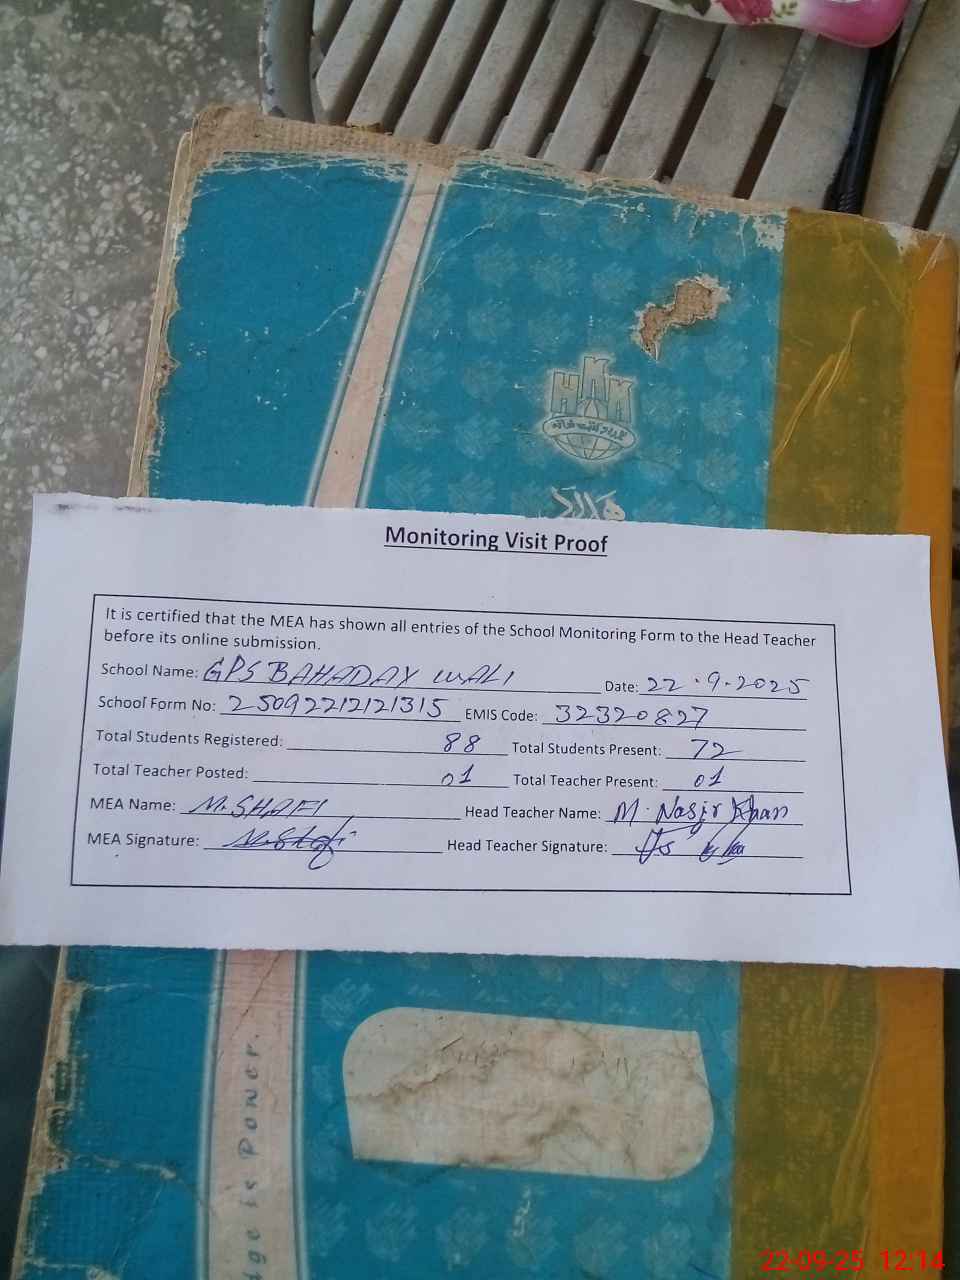 Monitoring Visit Proof
It is certified that the MEA has shown all entries of the School Monitoring Form to the Head Teacher
before its online submission.
School Name: GPS BAHADAR WALI Date: 22.9.2025
School Form No: 2509221212131​5 EMIS Code: 32320827
Total Students Registered: 88 Total Students Present: 72
Total Teacher Posted: 01 Total Teacher Present: 01
MEA Name: M. SHAFI Head Teacher Name: M. Nasir Khan
MEA Signature: M. Shafi Head Teacher Signature:
dge is Power.
22-09-25 12:14